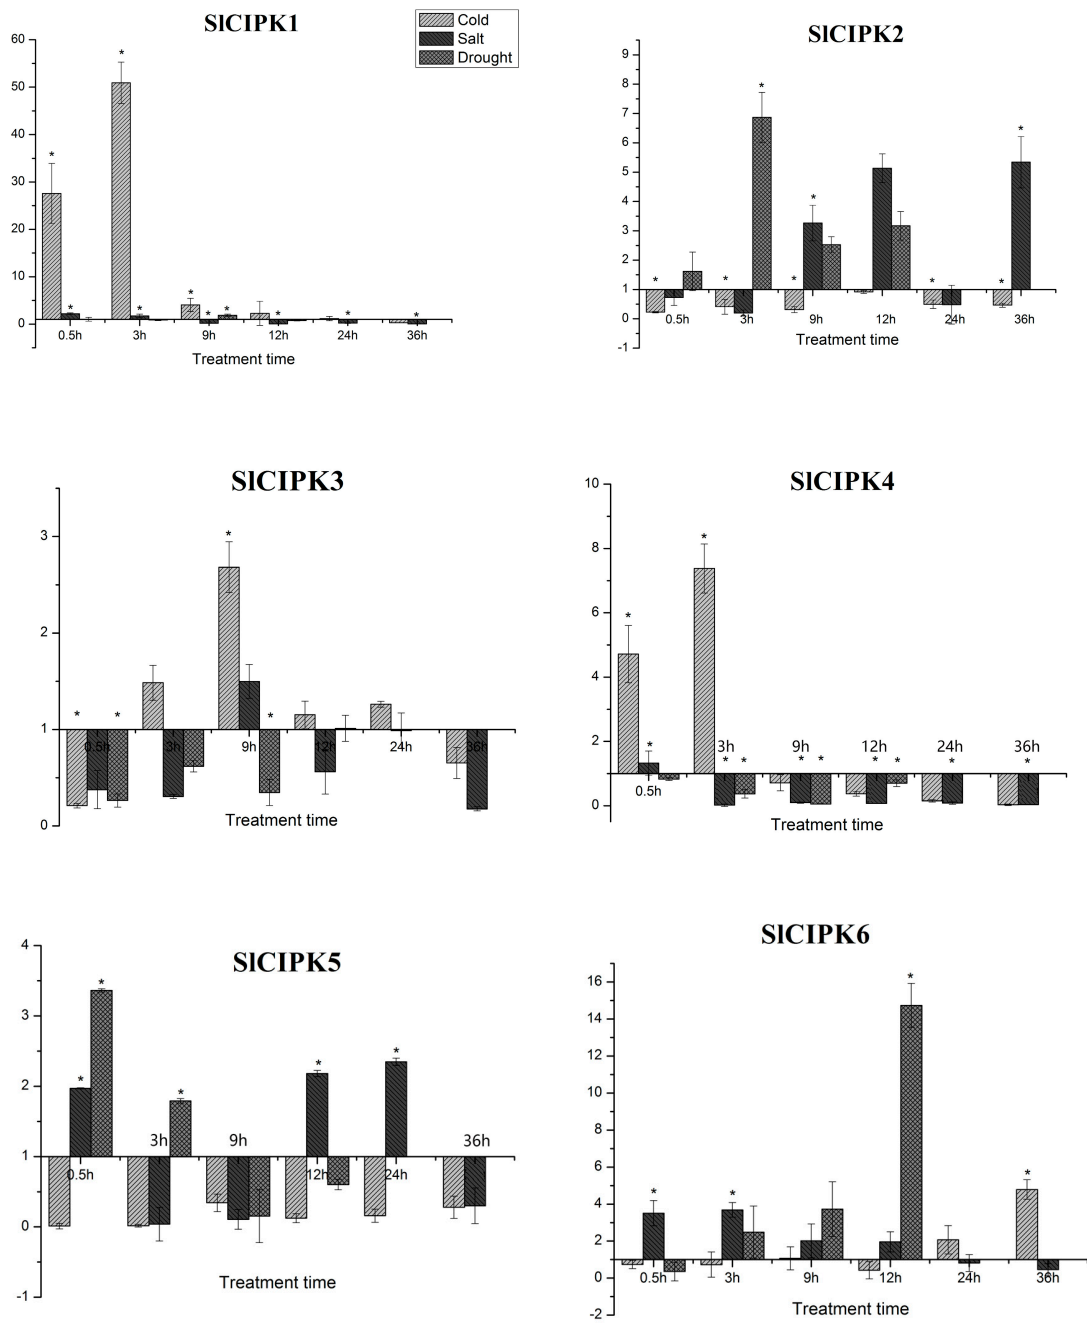 SlCIPK1
Cold
Salt
Drought
60
50
40
30
20
10
0
* * * * * * * * * * *
0.5h 3h 9h 12h 24h 36h
Treatment time
SlCIPK2
9
8
7
6
5
4
3
2
1
0
-1
* * * * * * * *
0.5h 3h 9h 12h 24h 36h
Treatment time
SlCIPK3
3
2
1
0
* * * *
0.5h 3h 9h 12h 24h 36h
Treatment time
SlCIPK4
10
8
6
4
2
0
* * *
3h 9h 12h 24h 36h
* * * * * * * *
0.5h
Treatment time
SlCIPK5
4
3
2
1
0
-1
* * * * *
3h 9h 36h
0.5h 12h 24h
Treatment time
SlCIPK6
16
14
12
10
8
6
4
2
0
-2
* * * *
0.5h 3h 9h 12h 24h 36h
Treatment time